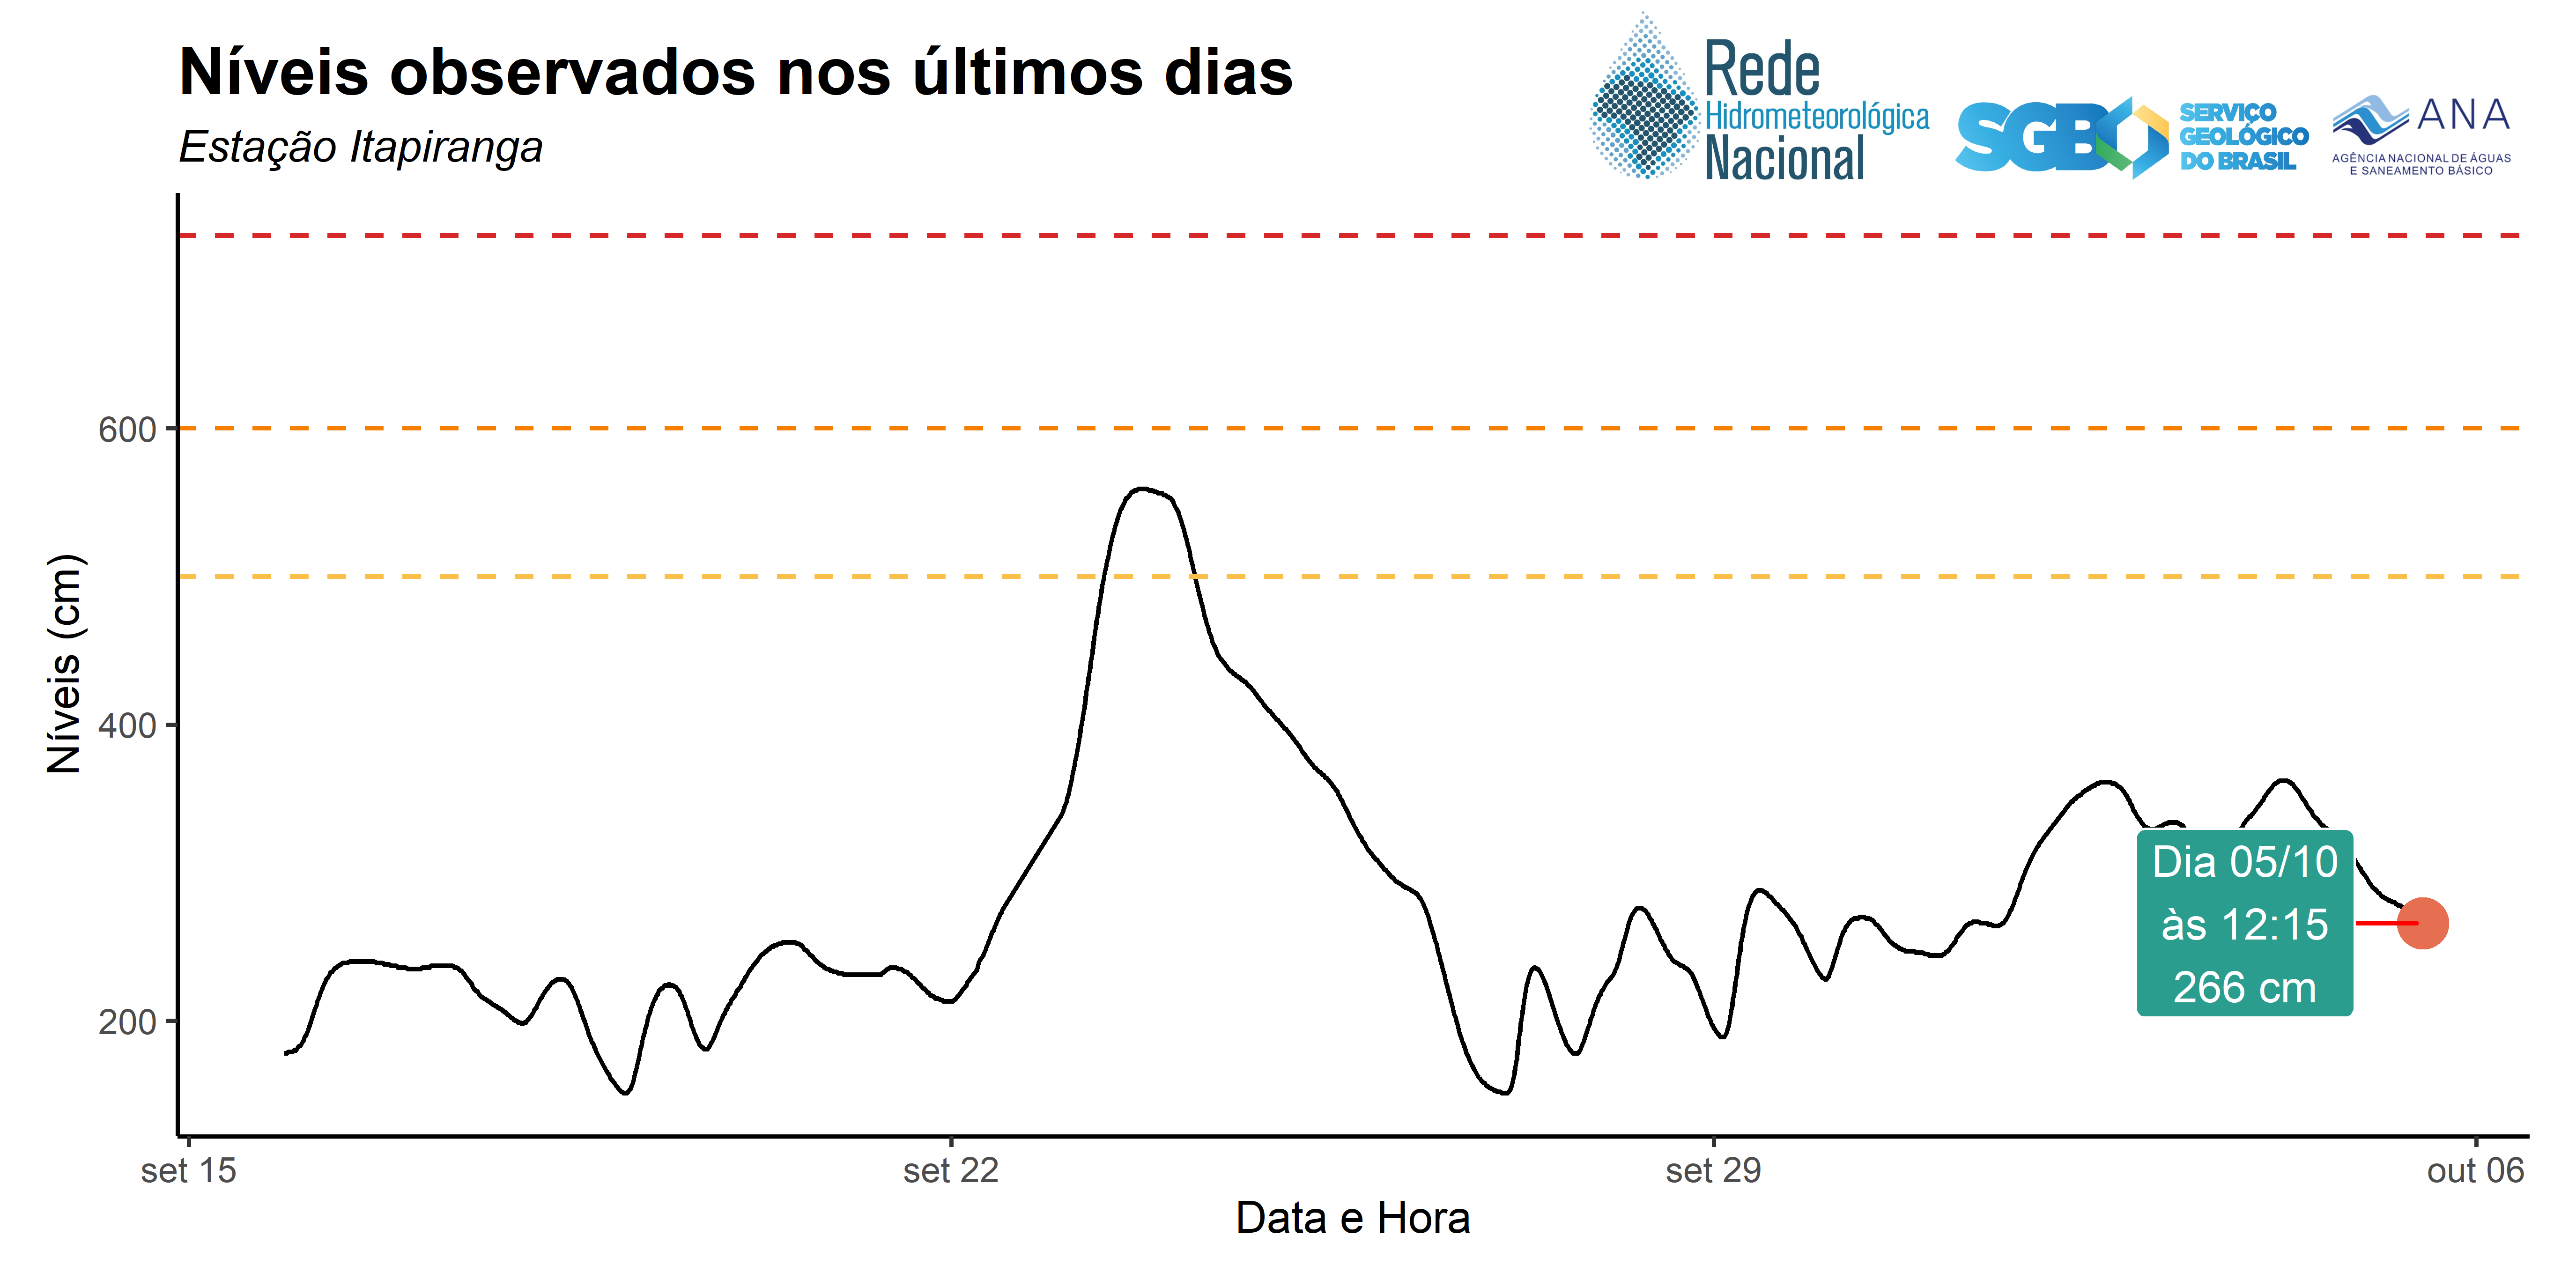 Níveis observados nos últimos dias
Estação Itapiranga
Rede
Hidrometeorológica
Nacional
SGB
SERVIÇO
GEOLÓGICO
DO BRASIL
ANA
AGÊNCIA NACIONAL DE ÁGUAS
E SANEAMENTO BÁSICO
Níveis (cm)
600
400
200
Dia 05/10
às 12:15
266 cm
set 15
set 22
set 29
out 06
Data e Hora